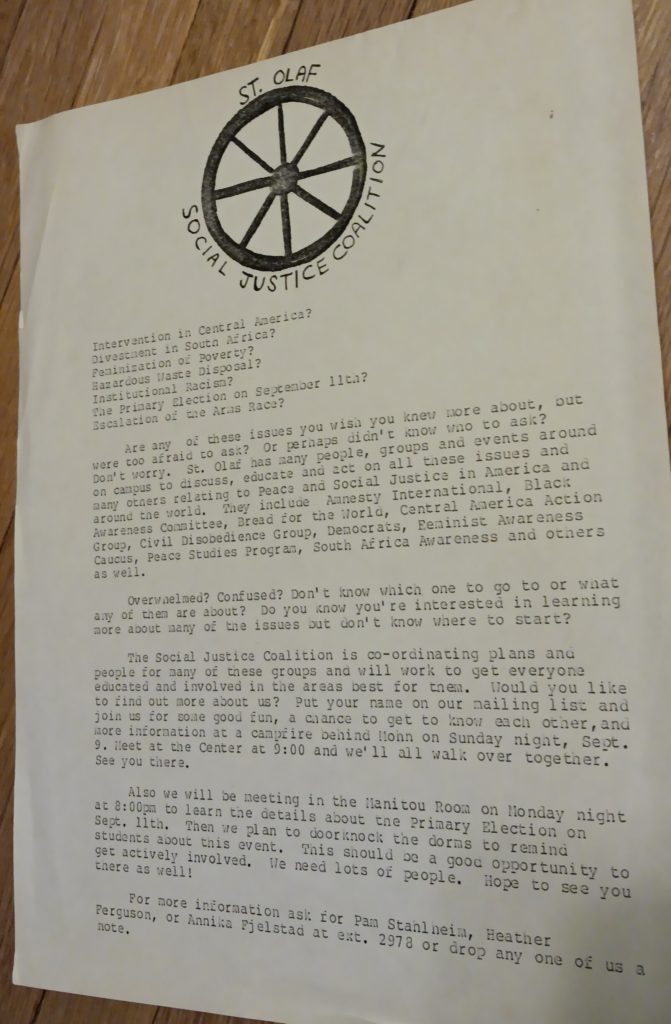 ST. OLAF
SOCIAL JUSTICE COALITION
Intervention in Central America?
Divestment in South Africa?
Feminization of Poverty?
Hazardous Waste Disposal?
Institutional Racism?
The Primary Election on September 11th?
Escalation of the Arms Race?
Are any of these issues you wish you knew more about, but
were too afraid to ask? Or perhaps didn't know who to ask?
Don't worry. St. Olaf has many people, groups and events around
on campus to discuss, educate and act on all these issues and
many others relating to Peace and Social Justice in America and
around the world. They include Amnesty International, Black
Awareness Committee, Bread for the World, Central America Action
Group, Civil Disobedience Group, Democrats, Feminist Awareness
Caucus, Peace Studies Program, South Africa Awareness and others
as well.
Overwhelmed? Confused? Don't know which one to go to or what
any of them are about? Do you know you're interested in learning
more about many of the issues but don't know where to start?
The Social Justice Coalition is co-ordinating plans and
people for many of these groups and will work to get everyone
educated and involved in the areas best for them. Would you like
to find out more about us? Put your name on our mailing list and
join us for some good fun, a chance to get to know each other,and
more information at a campfire behind Mohn on Sunday night, Sept.
9. Meet at the Center at 9:00 and we'll all walk over together.
See you there.
Also we will be meeting in the Manitou Room on Monday night
at 8:00pm to learn the details about the Primary Election on
Sept. 11th. Then we plan to doorknock the dorms to remind
students about this event. This should be a good opportunity to
get actively involved. We need lots of people. Hope to see you
there as well!
For more information ask for Pam Stahlheim, Heather
Ferguson, or Annika Fjelstad at ext. 2978 or drop any one of us a
note.